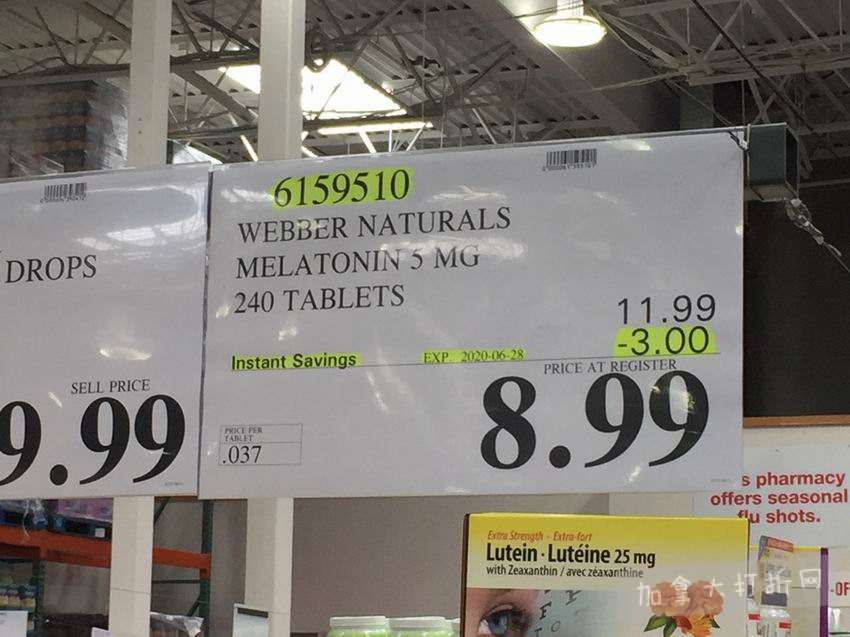 DROPS
SELL PRICE
9.99
6159510
WEBBER NATURALS
MELATONIN 5 MG
240 TABLETS
11.99
-3.00
Instant Savings
EXP. 2020-06-28
PRICE AT REGISTER
8.99
PRICE PER
TABLET
.037
s pharmacy
offers seasonal
flu shots.
Extra Strength · Extra-fort
Lutein · Lutéine 25 mg
with Zeaxanthin / avec zéaxanthine
加拿大打折网
-OF